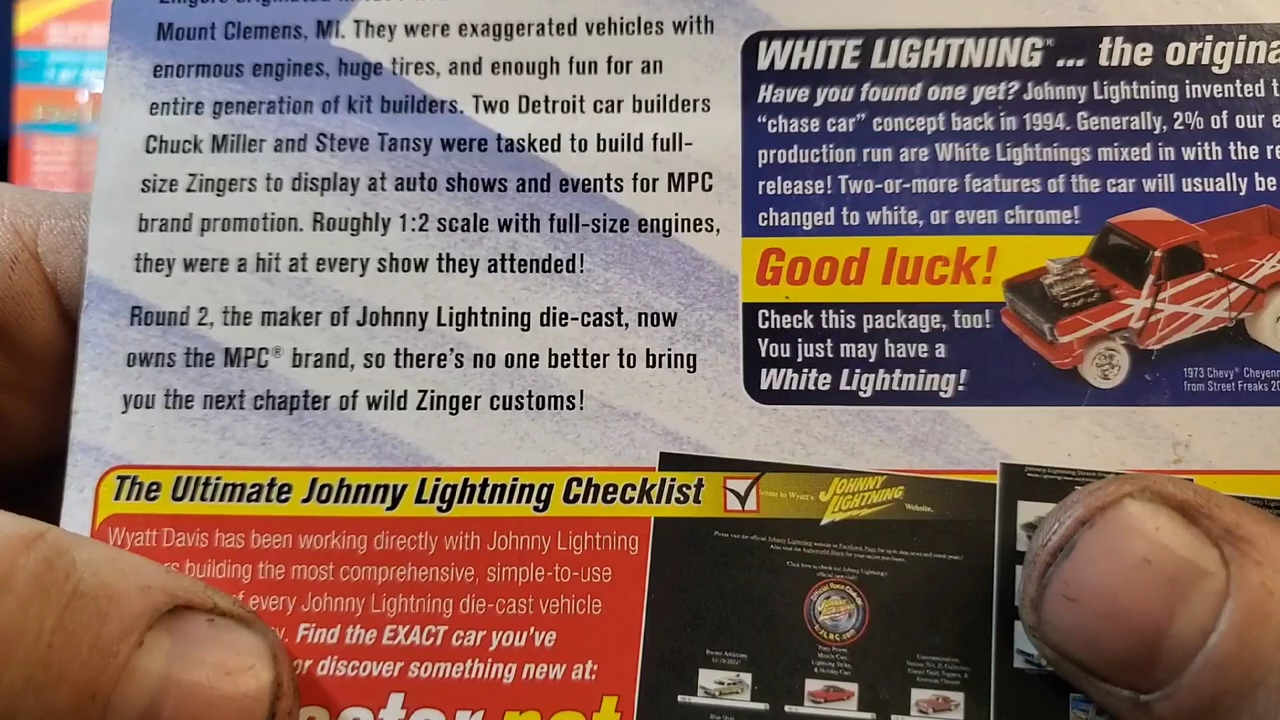 Zingers originated
Mount Clemens, MI. They were exaggerated vehicles with
enormous engines, huge tires, and enough fun for an
entire generation of kit builders. Two Detroit car builders
Chuck Miller and Steve Tansy were tasked to build full-
size Zingers to display at auto shows and events for MPC
brand promotion. Roughly 1:2 scale with full-size engines,
they were a hit at every show they attended!
Round 2, the maker of Johnny Lightning die-cast, now
owns the MPC® brand, so there's no one better to bring
you the next chapter of wild Zinger customs!
WHITE LIGHTNING® ... the origina
Have you found one yet? Johnny Lightning invented t
"chase car" concept back in 1994. Generally, 2% of our e
production run are White Lightnings mixed in with the re
release! Two-or-more features of the car will usually be
changed to white, or even chrome!
Good luck!
Check this package, too!
You just may have a
White Lightning!
1973 Chevy® Cheyenn
from Street Freaks 20
The Ultimate Johnny Lightning Checklist
Wyatt Davis has been working directly with Johnny Lightning
rs building the most comprehensive, simple-to-use
of every Johnny Lightning die-cast vehicle
y. Find the EXACT car you've
or discover something new at:
ctor.net
come to Wyatt's
JOHNNY
LIGHTNING
Website.